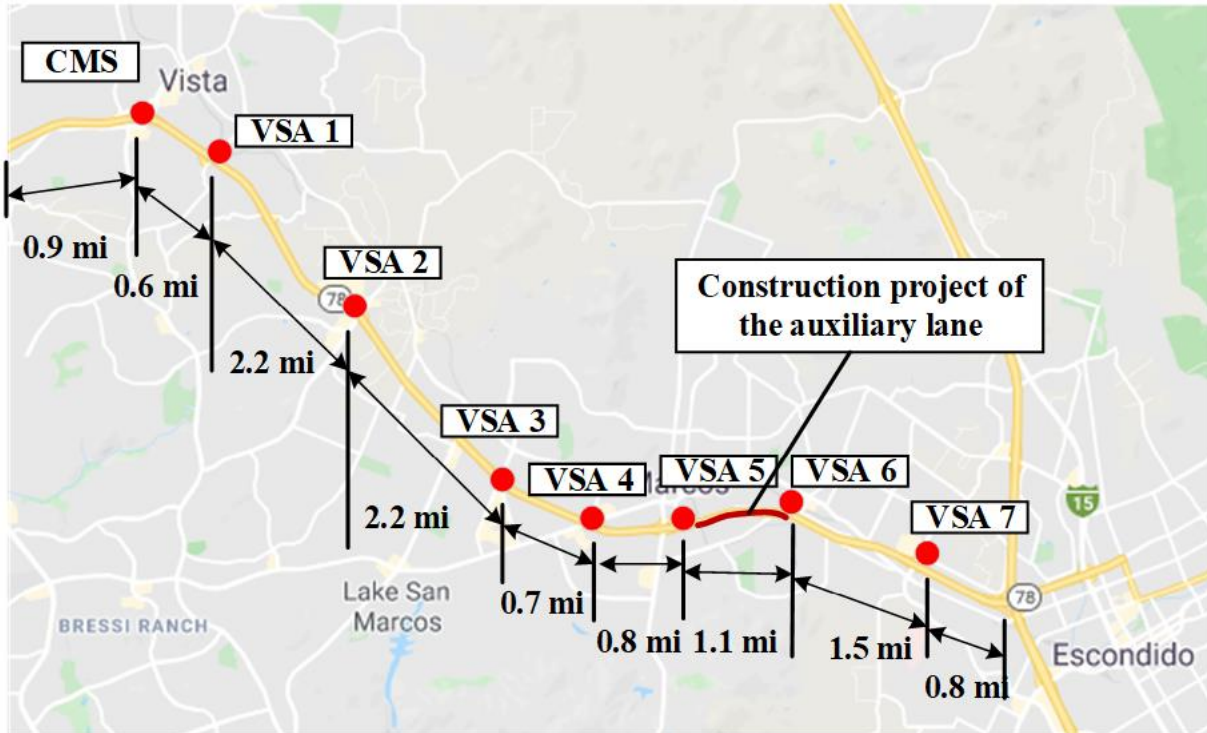 CMS
Vista
VSA 1
0.9 mi
0.6 mi
VSA 2
78
2.2 mi
Construction project of
the auxiliary lane
VSA 3
VSA 4
VSA 5
VSA 6
Marcos
15
VSA 7
2.2 mi
0.7 mi
0.8 mi
1.1 mi
1.5 mi
0.8 mi
78
Lake San
Marcos
BRESSI RANCH
Escondido